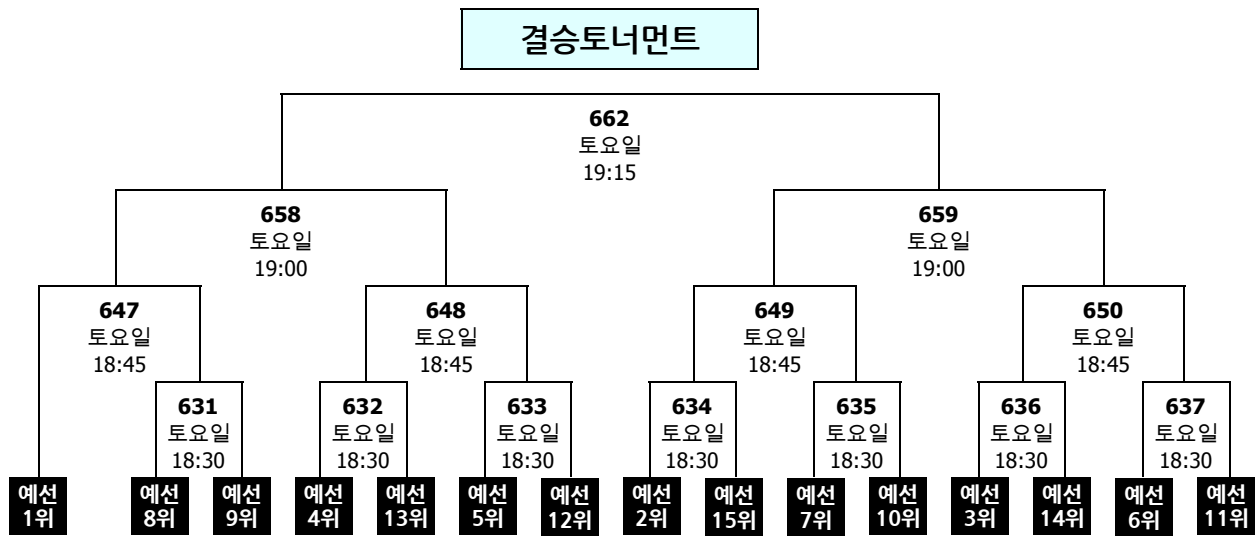 결승토너먼트
662
토요일
19:15
658
토요일
19:00
659
토요일
19:00
647
토요일
18:45
648
토요일
18:45
649
토요일
18:45
650
토요일
18:45
631
토요일
18:30
632
토요일
18:30
633
토요일
18:30
634
토요일
18:30
635
토요일
18:30
636
토요일
18:30
637
토요일
18:30
예선
1위
예선
8위
예선
9위
예선
4위
예선
13위
예선
5위
예선
12위
예선
2위
예선
15위
예선
7위
예선
10위
예선
3위
예선
14위
예선
6위
예선
11위